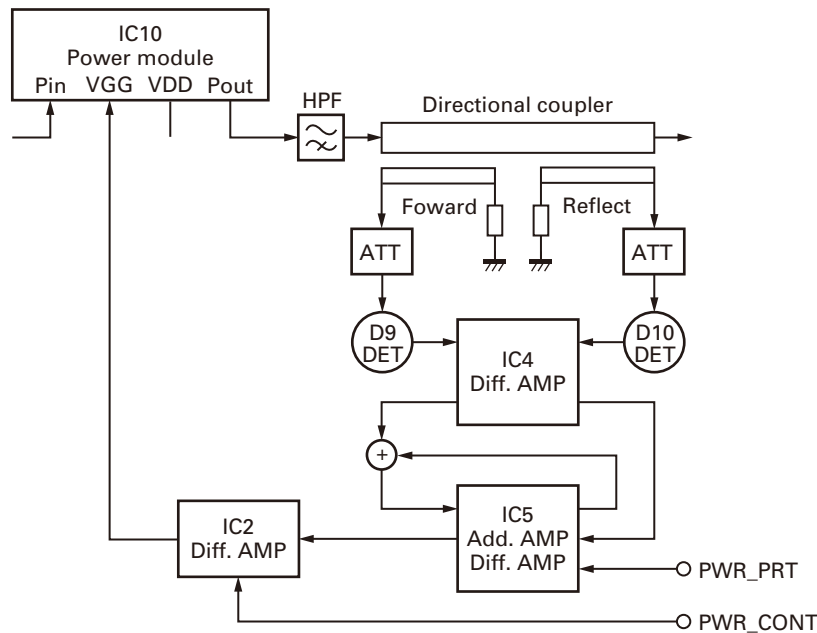 IC10
Power module
Pin VGG VDD Pout
HPF
Directional coupler
Foward
Reflect
ATT
ATT
D9
DET
IC4
Diff. AMP
D10
DET
+
IC5
Add. AMP
Diff. AMP
IC2
Diff. AMP
PWR_PRT
PWR_CONT